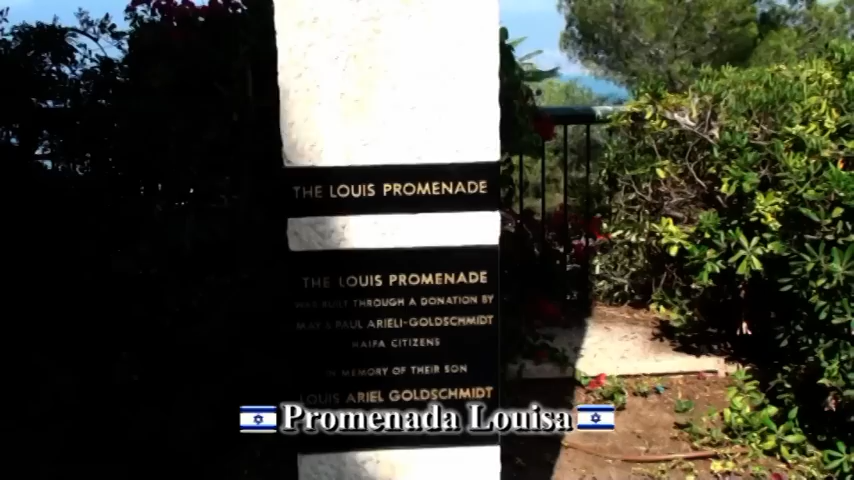 THE LOUIS PROMENADE
THE LOUIS PROMENADE
WAS BUILT THROUGH A DONATION BY
MAY & PAUL ARIELI-GOLDSCHMIDT
HAIFA CITIZENS
IN MEMORY OF THEIR SON
LOUIS ARIEL GOLDSCHMIDT
Promenada Louisa